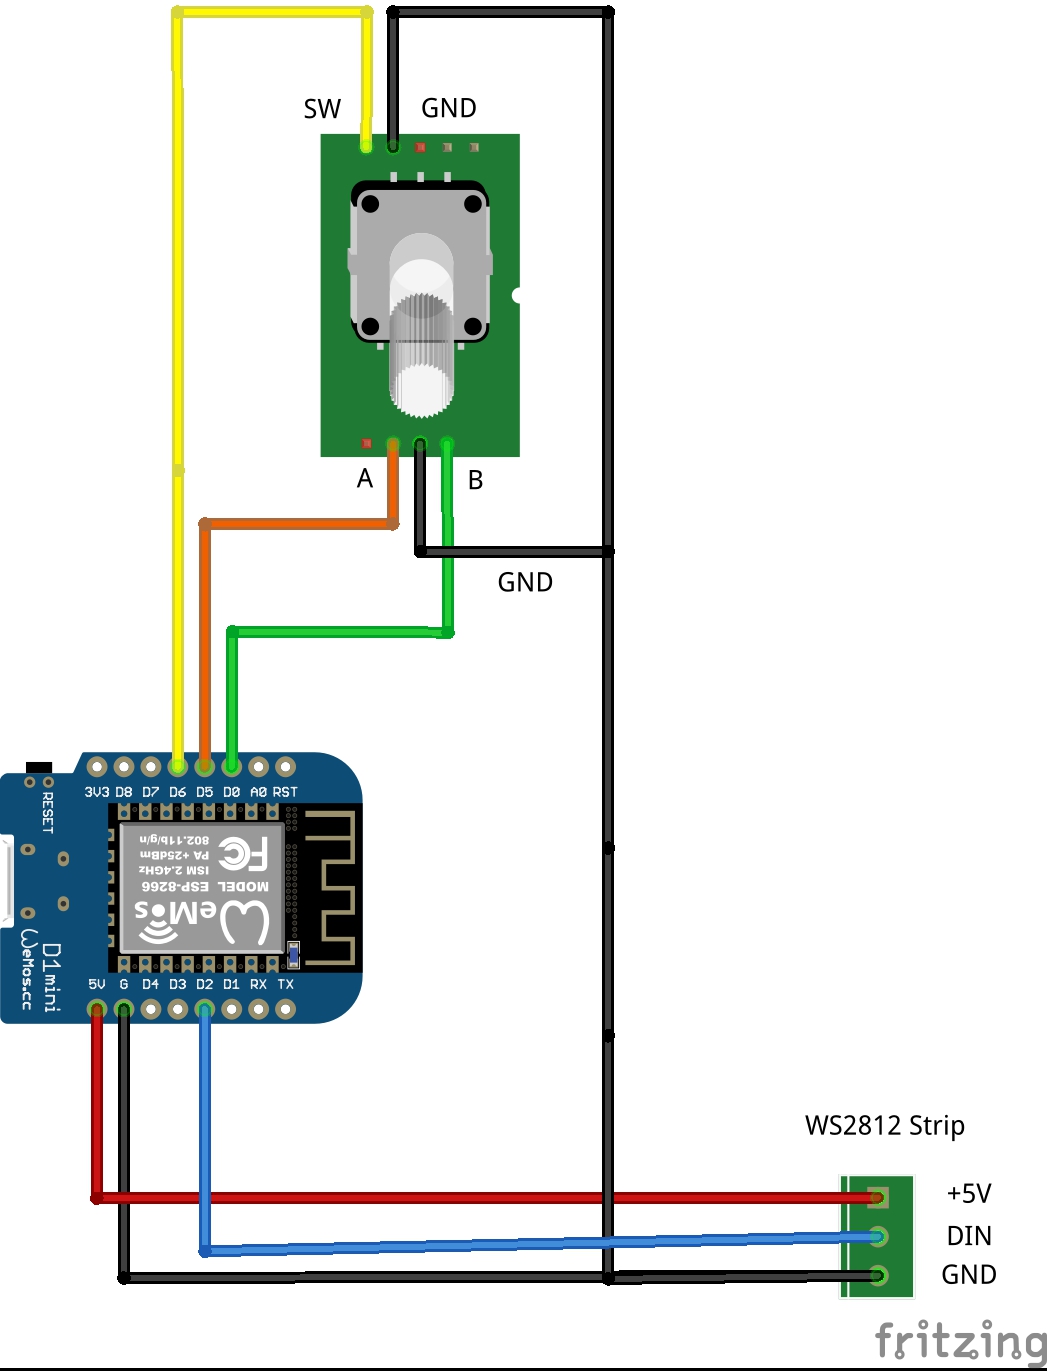 SW
GND
A
B
GND
3V3 D8 D7 D6 D5 D0 A0 RST
RESET
802.11b/g/n
PA +25dBm
ISM 2.4GHz
MODEL ESP-8266
FC
WeMos
D1mini
WeMos.cc
5V G D4 D3 D2 D1 RX TX
WS2812 Strip
+5V
DIN
GND
fritzing